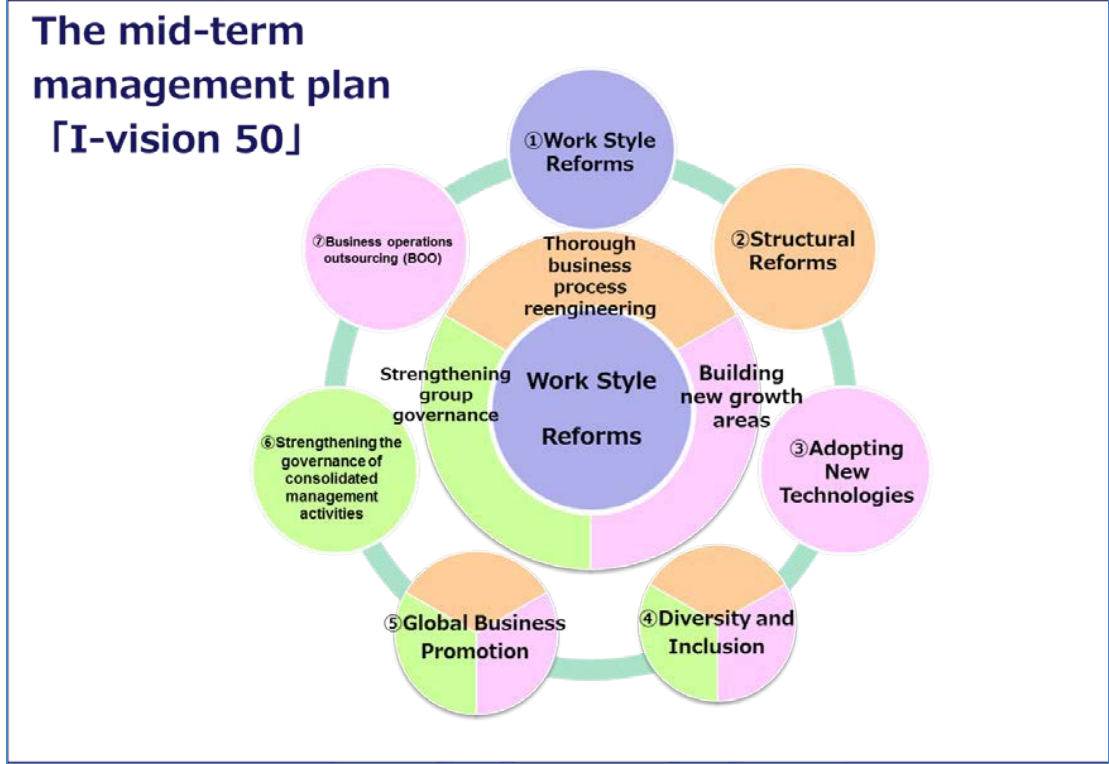 The mid-term
management plan
「I-vision 50」
①Work Style
Reforms
②Structural
Reforms
③Adopting
New
Technologies
④Diversity and
Inclusion
⑤Global Business
Promotion
⑥Strengthening the
governance of
consolidated
management
activities
⑦Business operations
outsourcing (BOO)
Thorough
business
process
reengineering
Building
new growth
areas
Strengthening
group
governance
Work Style
Reforms